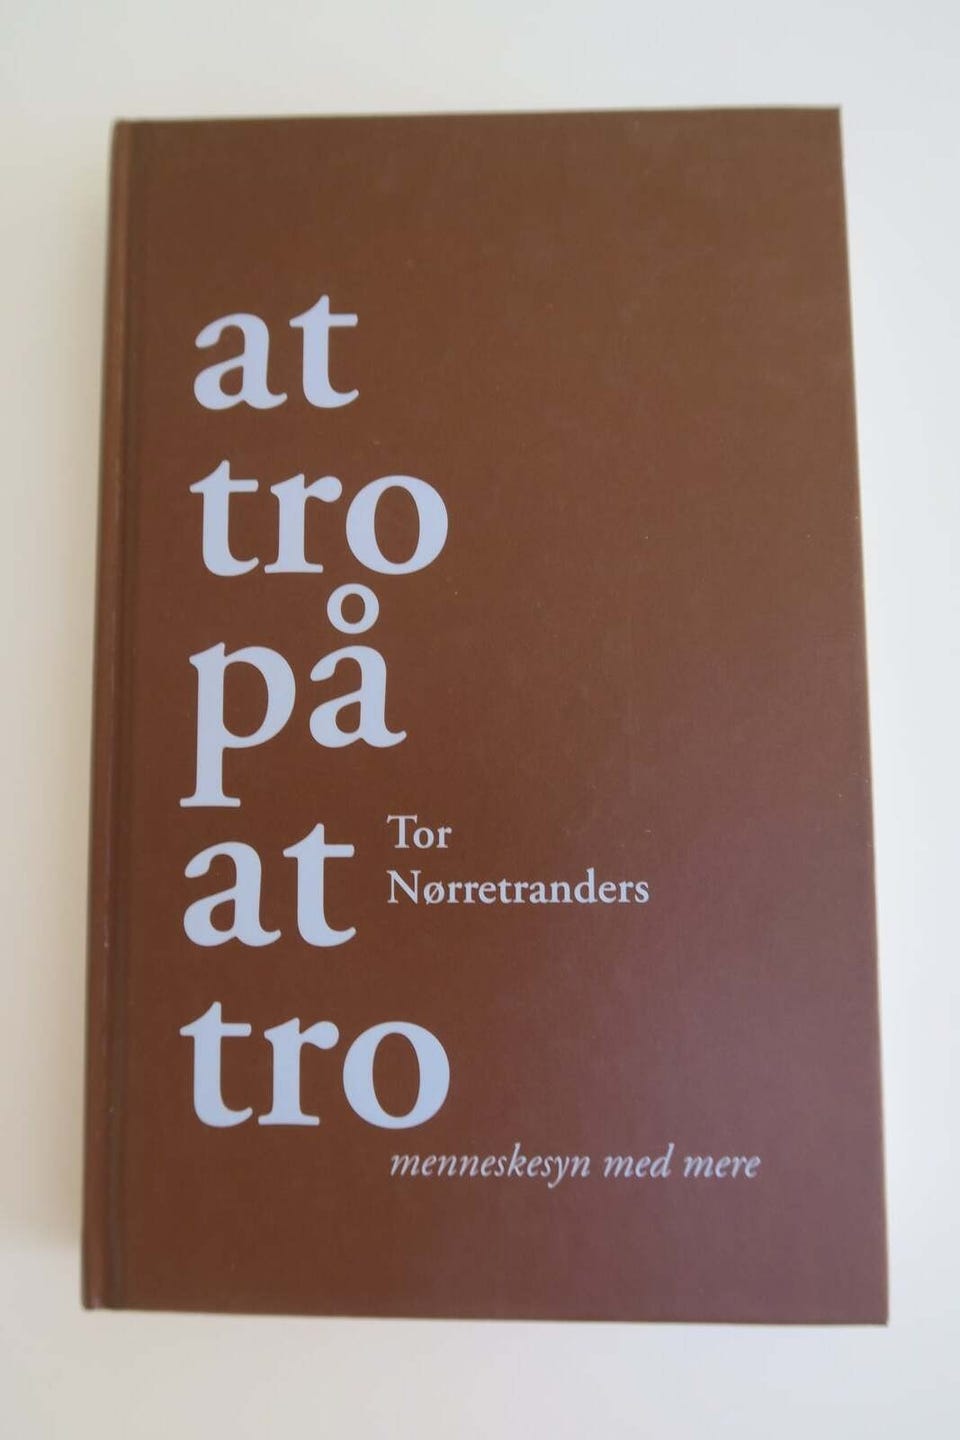 at
tro
på
at
Tor
Nørretranders
tro
menneskesyn med mere